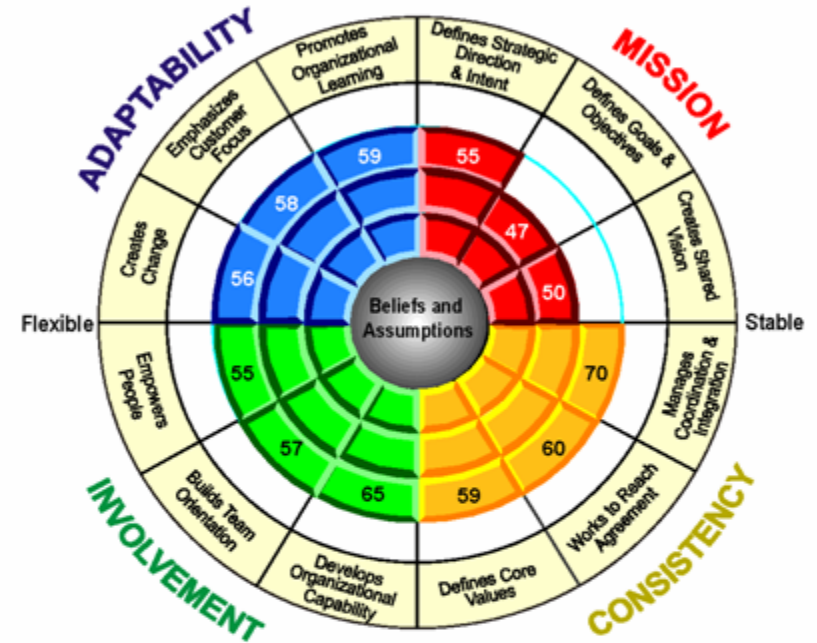 ADAPTABILITY
MISSION
Promotes
Organizational
Learning
Defines Strategic
Direction
& Intent
Emphasizes
Customer
Focus
Defines Goals &
Objectives
Creates
Change
Creates Shared
Vision
59
55
58
47
56
50
Beliefs and
Assumptions
Flexible
Stable
55
70
57
60
65
59
Empowers
People
Manages
Coordination &
Integration
Builds Team
Orientation
Works to Reach
Agreement
Develops
Organizational
Capability
Defines Core
Values
INVOLVEMENT
CONSISTENCY